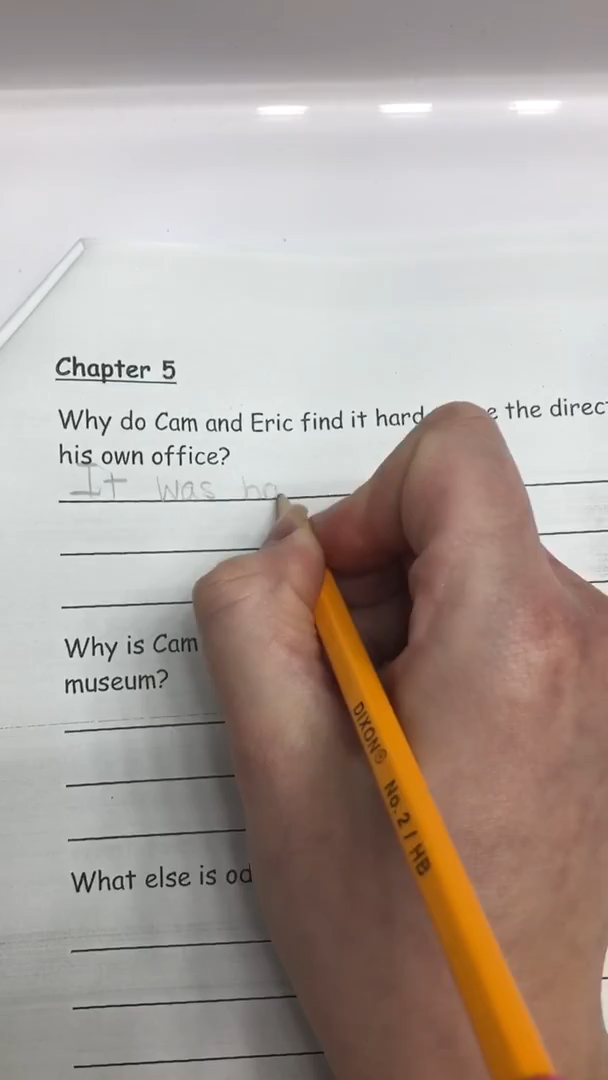 Chapter 5
Why do Cam and Eric find it hard the direc
his own office?
It was ha
Why is Cam
museum?
What else is od
DIXON® No. 2 / HB